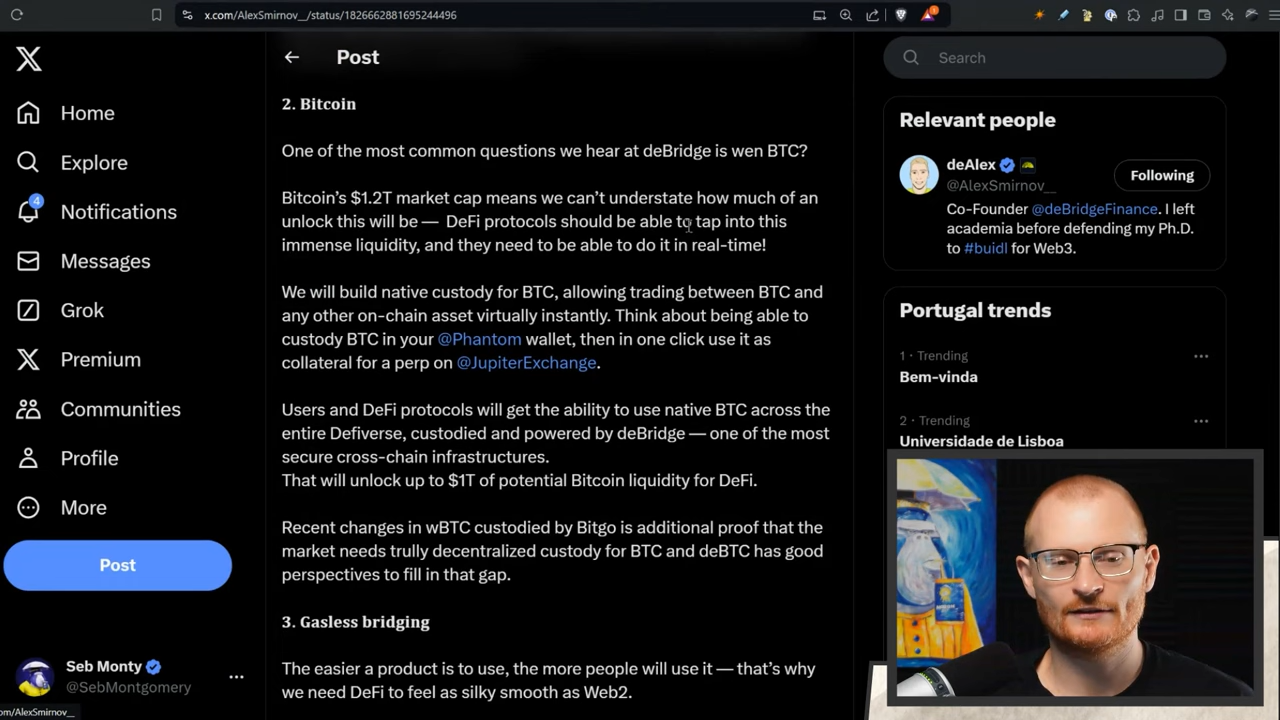 x.com/AlexSmirnov__/status/1826662881695244496
Home
Explore
4
Notifications
Messages
Grok
Premium
Communities
Profile
More
Post
Seb Monty
@SebMontgomery
om/AlexSmirnov__
Post
2. Bitcoin
One of the most common questions we hear at deBridge is wen BTC?
Bitcoin’s $1.2T market cap means we can’t understate how much of an
unlock this will be — DeFi protocols should be able to tap into this
immense liquidity, and they need to be able to do it in real-time!
We will build native custody for BTC, allowing trading between BTC and
any other on-chain asset virtually instantly. Think about being able to
custody BTC in your @Phantom wallet, then in one click use it as
collateral for a perp on @JupiterExchange.
Users and DeFi protocols will get the ability to use native BTC across the
entire Defiverse, custodied and powered by deBridge — one of the most
secure cross-chain infrastructures.
That will unlock up to $1T of potential Bitcoin liquidity for DeFi.
Recent changes in wBTC custodied by Bitgo is additional proof that the
market needs trully decentralized custody for BTC and deBTC has good
perspectives to fill in that gap.
3. Gasless bridging
The easier a product is to use, the more people will use it — that’s why
we need DeFi to feel as silky smooth as Web2.
Search
Relevant people
deAlex
@AlexSmirnov__
Following
Co-Founder @deBridgeFinance. I left
academia before defending my Ph.D.
to #buidl for Web3.
Portugal trends
1 · Trending
Bem-vinda
2 · Trending
Universidade de Lisboa